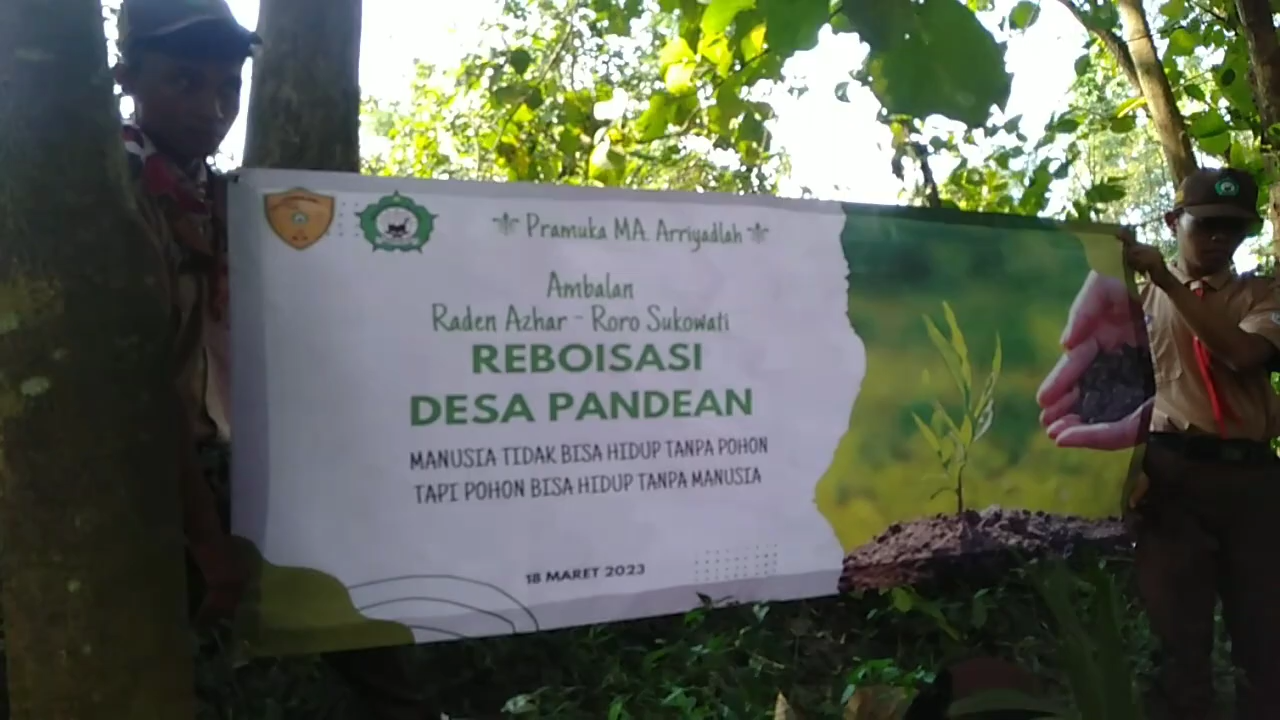 Pramuka MA. Arriyadlah
Ambalan
Raden Azhar - Roro Sukowati
REBOISASI
DESA PANDEAN
MANUSIA TIDAK BISA HIDUP TANPA POHON
TAPI POHON BISA HIDUP TANPA MANUSIA
18 MARET 2023